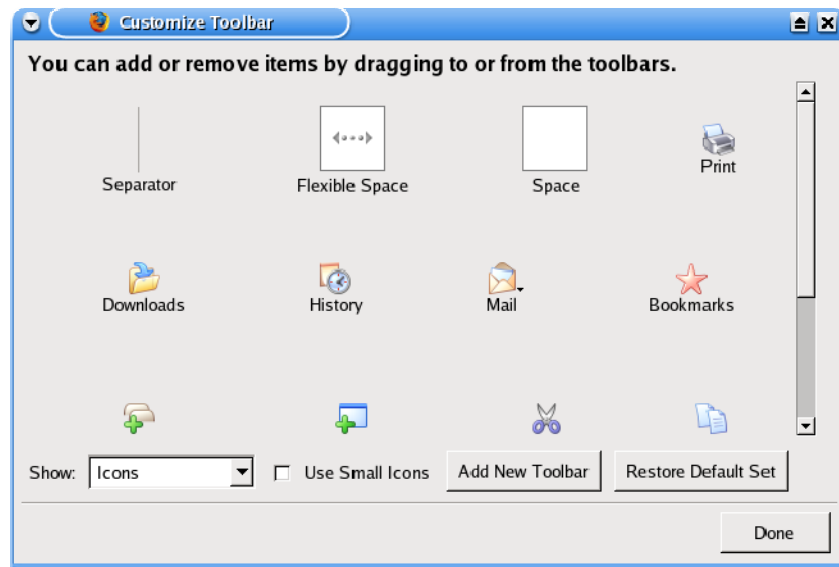 Customize Toolbar
You can add or remove items by dragging to or from the toolbars.
Separator
Flexible Space
Space
Print
Downloads
History
Mail
Bookmarks
Show: Icons Use Small Icons Add New Toolbar Restore Default Set
Done